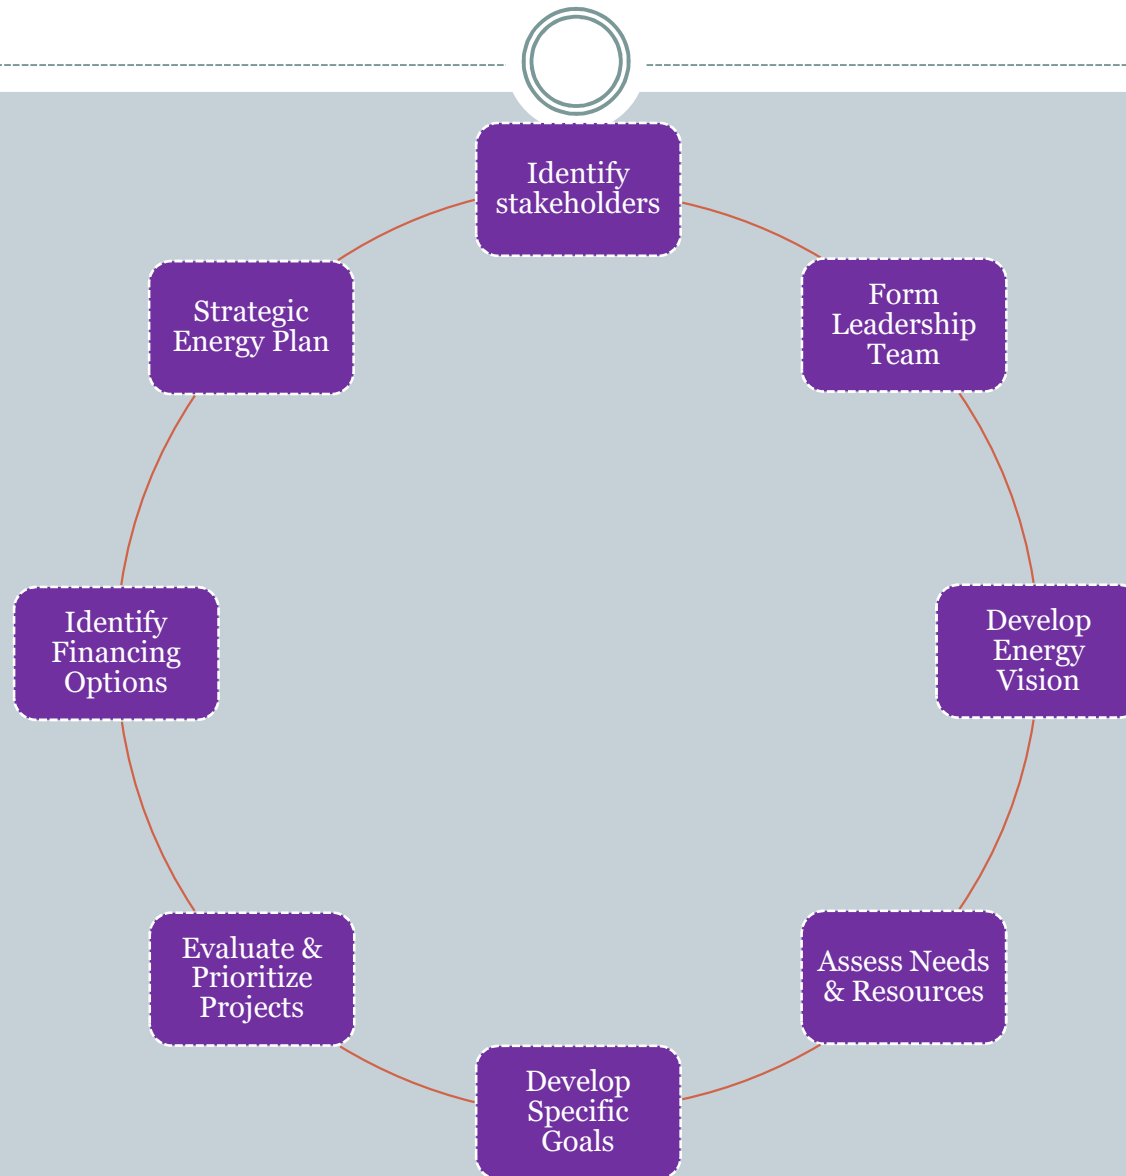 Identify
stakeholders
Form
Leadership
Team
Develop
Energy
Vision
Assess Needs
& Resources
Develop
Specific
Goals
Evaluate &
Prioritize
Projects
Identify
Financing
Options
Strategic
Energy Plan